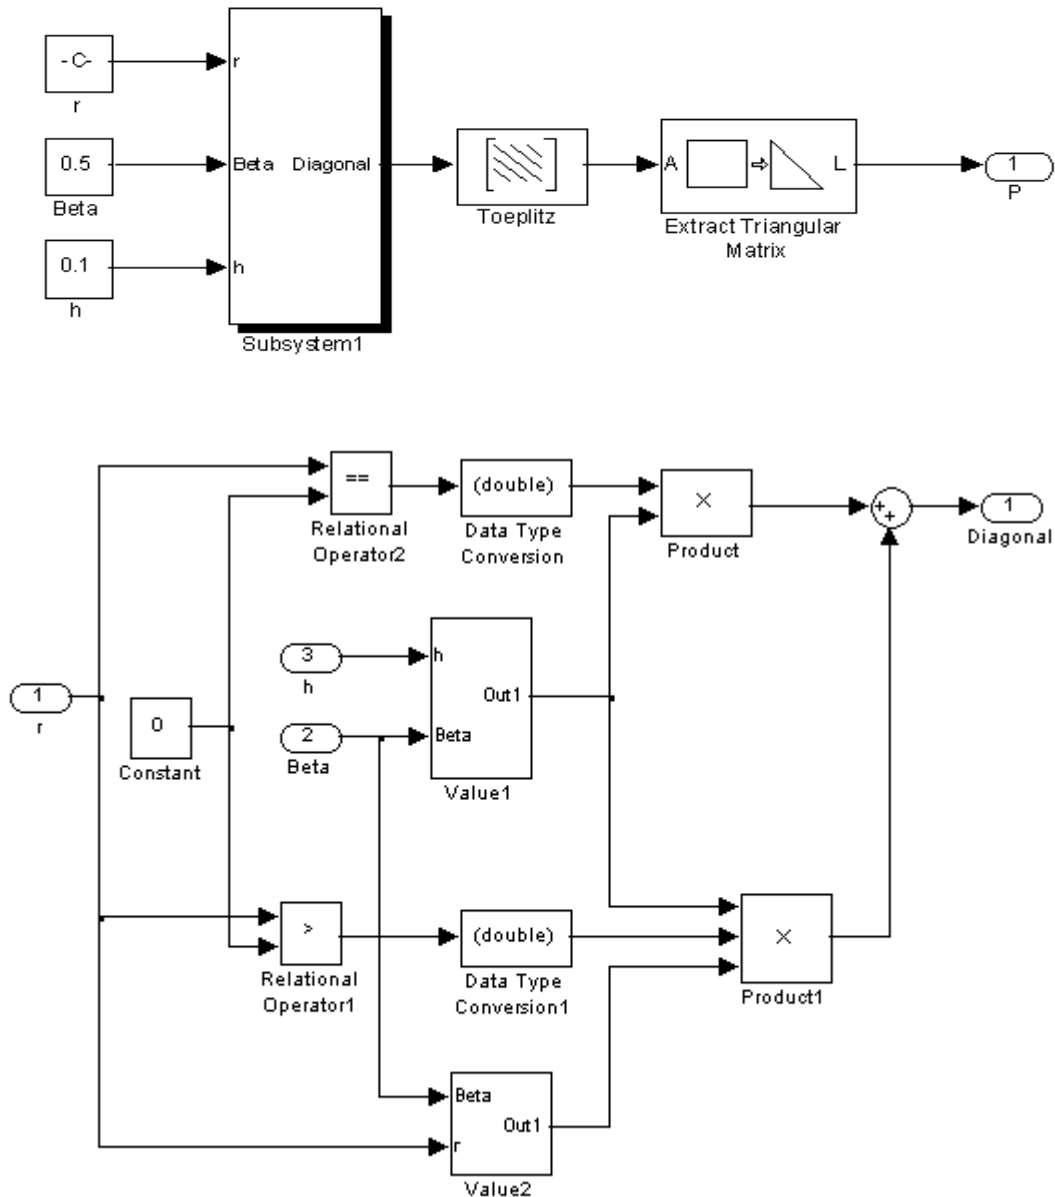 -C-
r
r
0.5
Beta
Beta
Diagonal
0.1
h
h
Subsystem1
Toeplitz
A
L
Extract Triangular
Matrix
1
P
==
Relational
Operator2
(double)
Data Type
Conversion
×
Product
+
+
1
Diagonal
3
h
h
Out1
2
Beta
Beta
Value1
1
r
0
Constant
>
Relational
Operator1
(double)
Data Type
Conversion1
×
Product1
Beta
Out1
r
Value2